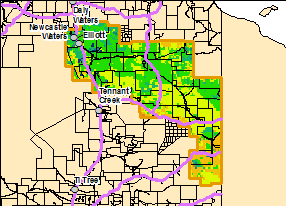 Daly
Waters
Newcastle
Waters
Elliott
Tennant
Creek
Ti Tree